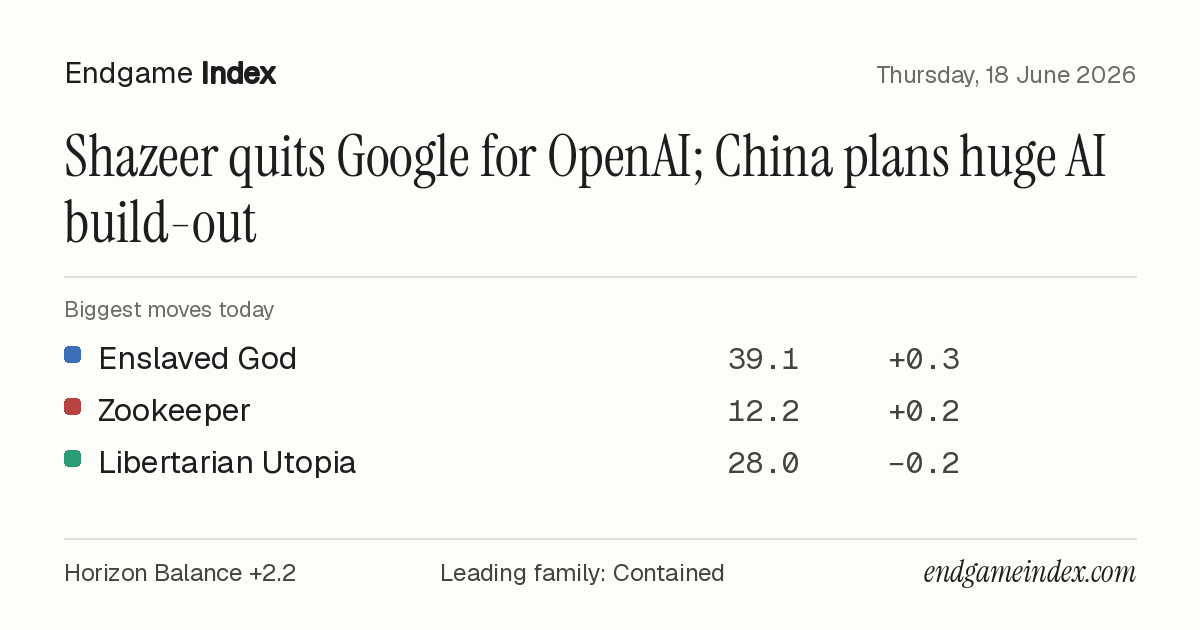 Endgame Index
Thursday, 18 June 2026
Shazeer quits Google for OpenAI; China plans huge AI
build-out
Biggest moves today
Enslaved God 39.1 +0.3
Zookeeper 12.2 +0.2
Libertarian Utopia 28.0 −0.2
Horizon Balance +2.2
Leading family: Contained
endgameindex.com